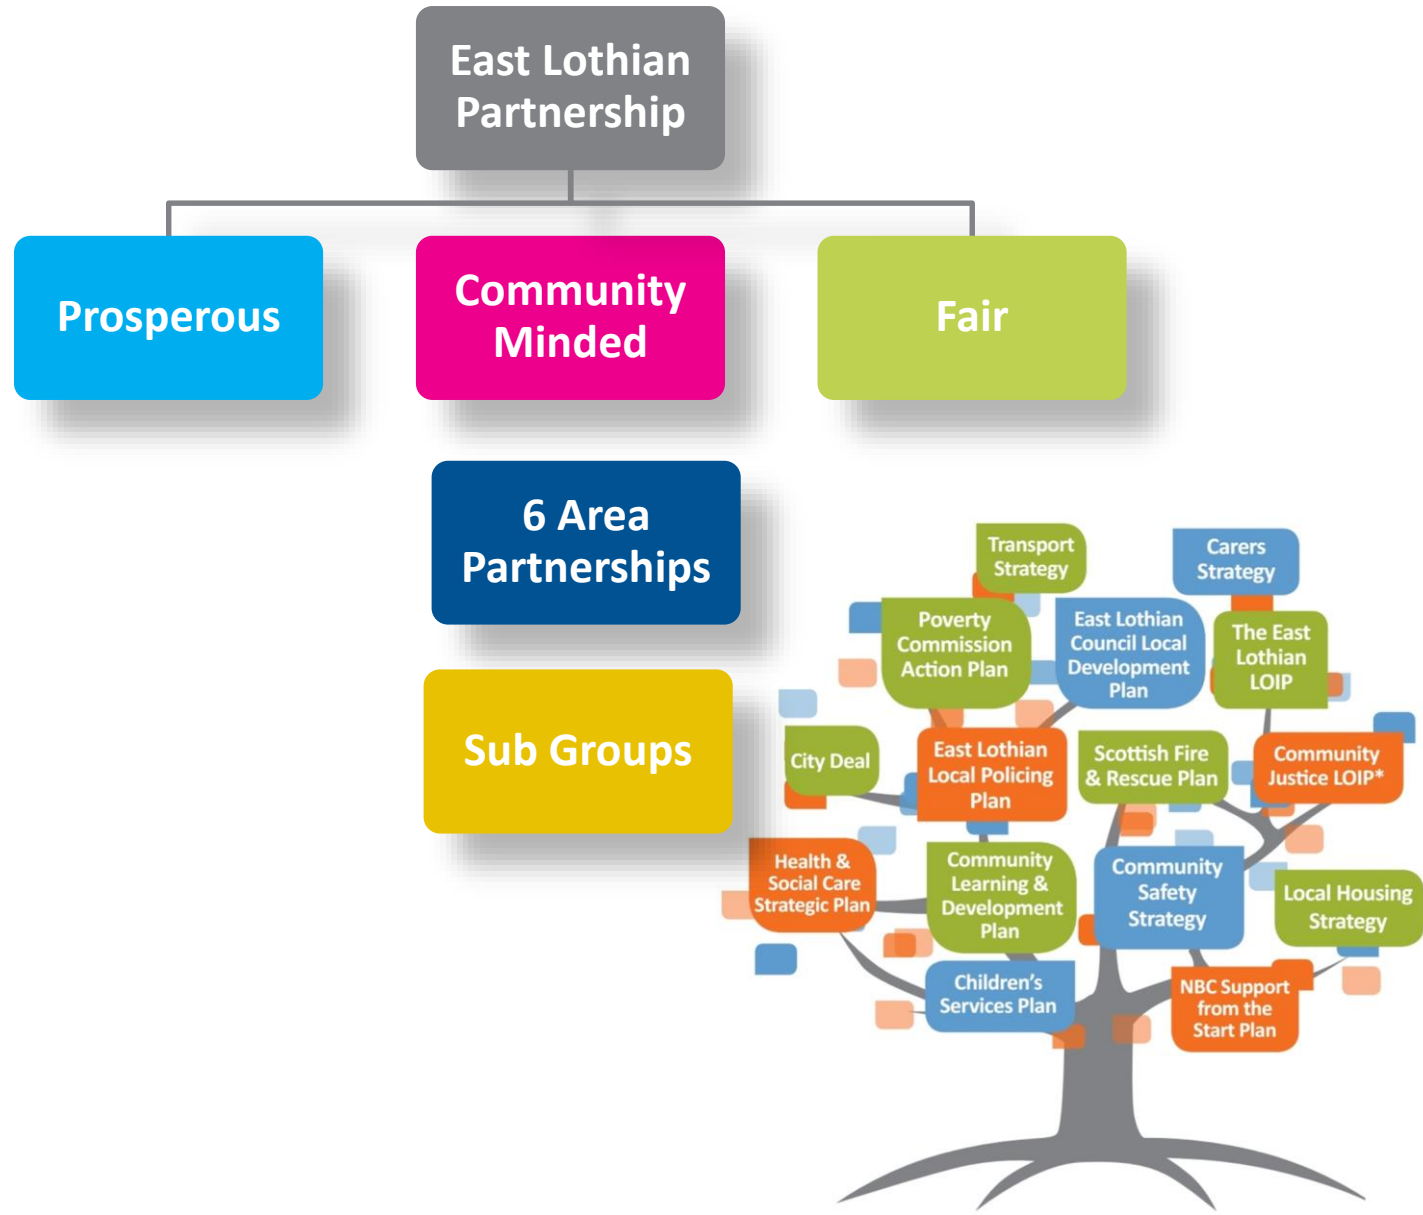 East Lothian
Partnership
Prosperous
Community
Minded
Fair
6 Area
Partnerships
Sub Groups
Transport
Strategy
Carers
Strategy
Poverty
Commission
Action Plan
East Lothian
Council Local
Development
Plan
The East
Lothian
LOIP
City Deal
East Lothian
Local Policing
Plan
Scottish Fire
& Rescue Plan
Community
Justice LOIP*
Health &
Social Care
Strategic Plan
Community
Learning &
Development
Plan
Community
Safety
Strategy
Local Housing
Strategy
Children's
Services Plan
NBC Support
from the
Start Plan